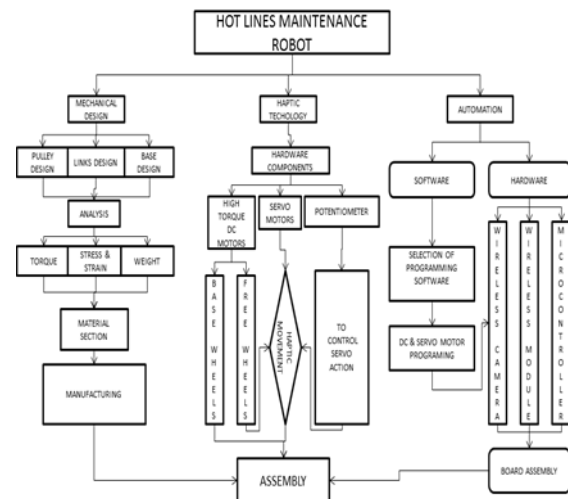 HOT LINES MAINTENANCE
ROBOT
MECHANICAL
DESIGN
HAPTIC
TECHOLOGY
AUTOMATION
PULLEY
DESIGN
LINKS DESIGN
BASE
DESIGN
HARDWARE
COMPONENTS
SOFTWARE
HARDWARE
ANALYSIS
HIGH
TORQUE
DC
MOTORS
SERVO
MOTORS
POTENTIOMETER
TORQUE
STRESS &
STRAIN
WEIGHT
SELECTION OF
PROGRAMMING
SOFTWARE
MATERIAL
SECTION
BASE WHEELS
FREE WHEELS
HAPTIC
MOVEMENT
TO
CONTROL
SERVO
ACTION
DC & SERVO MOTOR
PROGRAMING
WIRELESS CAMERA
WIRELESS MODULE
MICROCONTROLLER
MANUFACTURING
ASSEMBLY
BOARD ASSEMBLY